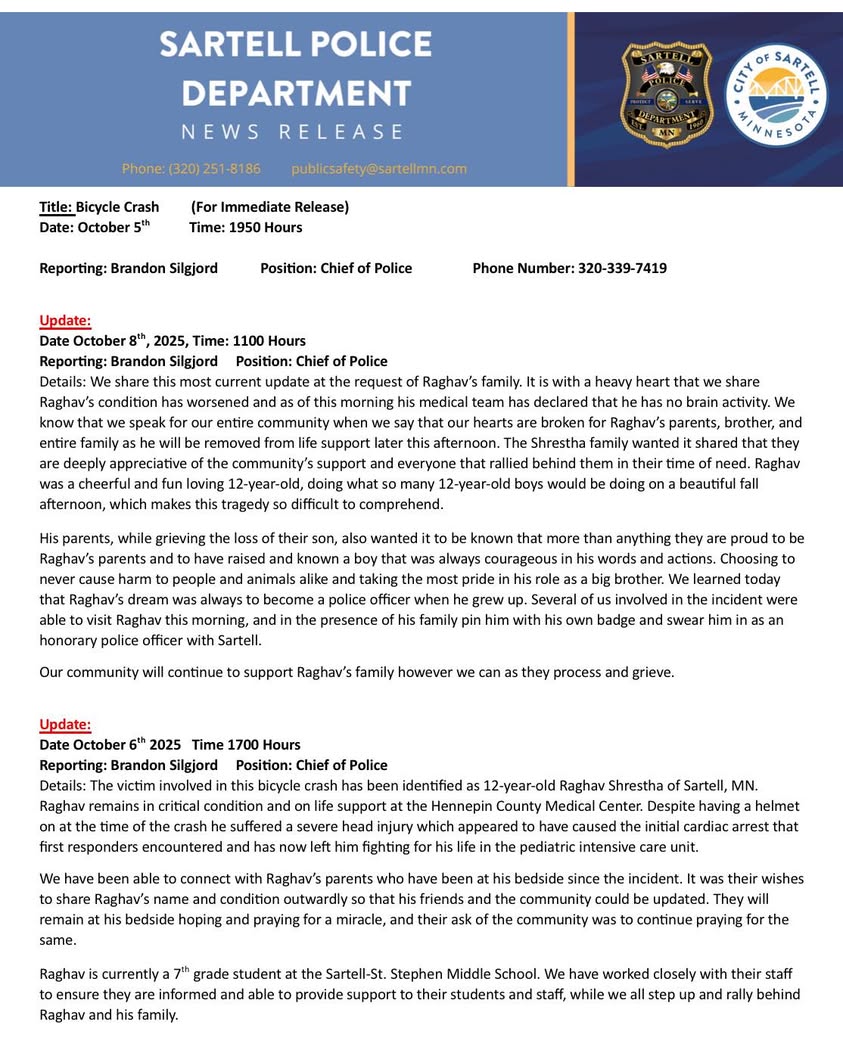 SARTELL POLICE
DEPARTMENT
NEWS RELEASE
Phone: (320) 251-8186 publicsafety@sartellmn.com
SARTELL
POLICE
PROTECT SERVE
DEPARTMENT
EST. MN 1960
CITY OF SARTELL
MINNESOTA
Title: Bicycle Crash (For Immediate Release)
Date: October 5th Time: 1950 Hours
Reporting: Brandon Silgjord Position: Chief of Police Phone Number: 320-339-7419
Update:
Date October 8th, 2025, Time: 1100 Hours
Reporting: Brandon Silgjord Position: Chief of Police
Details: We share this most current update at the request of Raghav’s family. It is with a heavy heart that we share
Raghav’s condition has worsened and as of this morning his medical team has declared that he has no brain activity. We
know that we speak for our entire community when we say that our hearts are broken for Raghav’s parents, brother, and
entire family as he will be removed from life support later this afternoon. The Shrestha family wanted it shared that they
are deeply appreciative of the community’s support and everyone that rallied behind them in their time of need. Raghav
was a cheerful and fun loving 12-year-old, doing what so many 12-year-old boys would be doing on a beautiful fall
afternoon, which makes this tragedy so difficult to comprehend.
His parents, while grieving the loss of their son, also wanted it to be known that more than anything they are proud to be
Raghav’s parents and to have raised and known a boy that was always courageous in his words and actions. Choosing to
never cause harm to people and animals alike and taking the most pride in his role as a big brother. We learned today
that Raghav’s dream was always to become a police officer when he grew up. Several of us involved in the incident were
able to visit Raghav this morning, and in the presence of his family pin him with his own badge and swear him in as an
honorary police officer with Sartell.
Our community will continue to support Raghav’s family however we can as they process and grieve.
Update:
Date October 6th 2025 Time 1700 Hours
Reporting: Brandon Silgjord Position: Chief of Police
Details: The victim involved in this bicycle crash has been identified as 12-year-old Raghav Shrestha of Sartell, MN.
Raghav remains in critical condition and on life support at the Hennepin County Medical Center. Despite having a helmet
on at the time of the crash he suffered a severe head injury which appeared to have caused the initial cardiac arrest that
first responders encountered and has now left him fighting for his life in the pediatric intensive care unit.
We have been able to connect with Raghav’s parents who have been at his bedside since the incident. It was their wishes
to share Raghav’s name and condition outwardly so that his friends and the community could be updated. They will
remain at his bedside hoping and praying for a miracle, and their ask of the community was to continue praying for the
same.
Raghav is currently a 7th grade student at the Sartell-St. Stephen Middle School. We have worked closely with their staff
to ensure they are informed and able to provide support to their students and staff, while we all step up and rally behind
Raghav and his family.